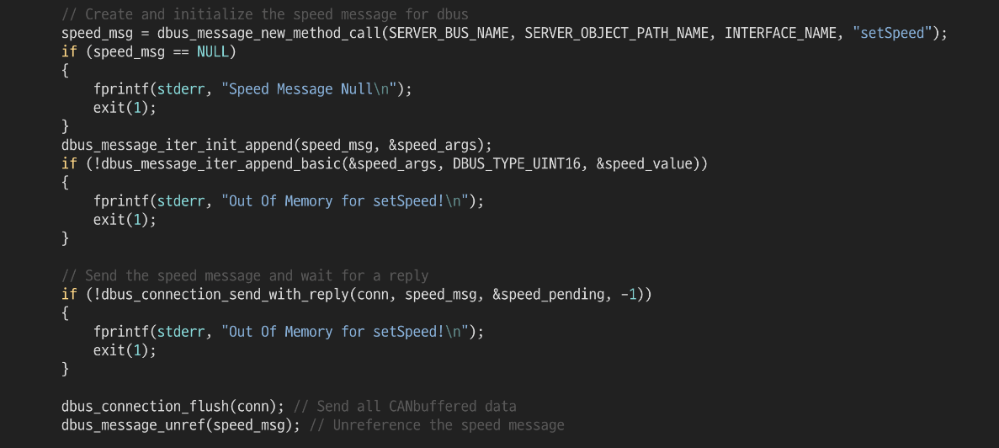 // Create and initialize the speed message for dbus
speed_msg = dbus_message_new_method_call(SERVER_BUS_NAME, SERVER_OBJECT_PATH_NAME, INTERFACE_NAME, "setSpeed");
if (speed_msg == NULL)
{
    fprintf(stderr, "Speed Message Null\n");
    exit(1);
}
dbus_message_iter_init_append(speed_msg, &speed_args);
if (!dbus_message_iter_append_basic(&speed_args, DBUS_TYPE_UINT16, &speed_value))
{
    fprintf(stderr, "Out Of Memory for setSpeed!\n");
    exit(1);
}

// Send the speed message and wait for a reply
if (!dbus_connection_send_with_reply(conn, speed_msg, &speed_pending, -1))
{
    fprintf(stderr, "Out Of Memory for setSpeed!\n");
    exit(1);
}

dbus_connection_flush(conn); // Send all CANbuffered data
dbus_message_unref(speed_msg); // Unreference the speed message